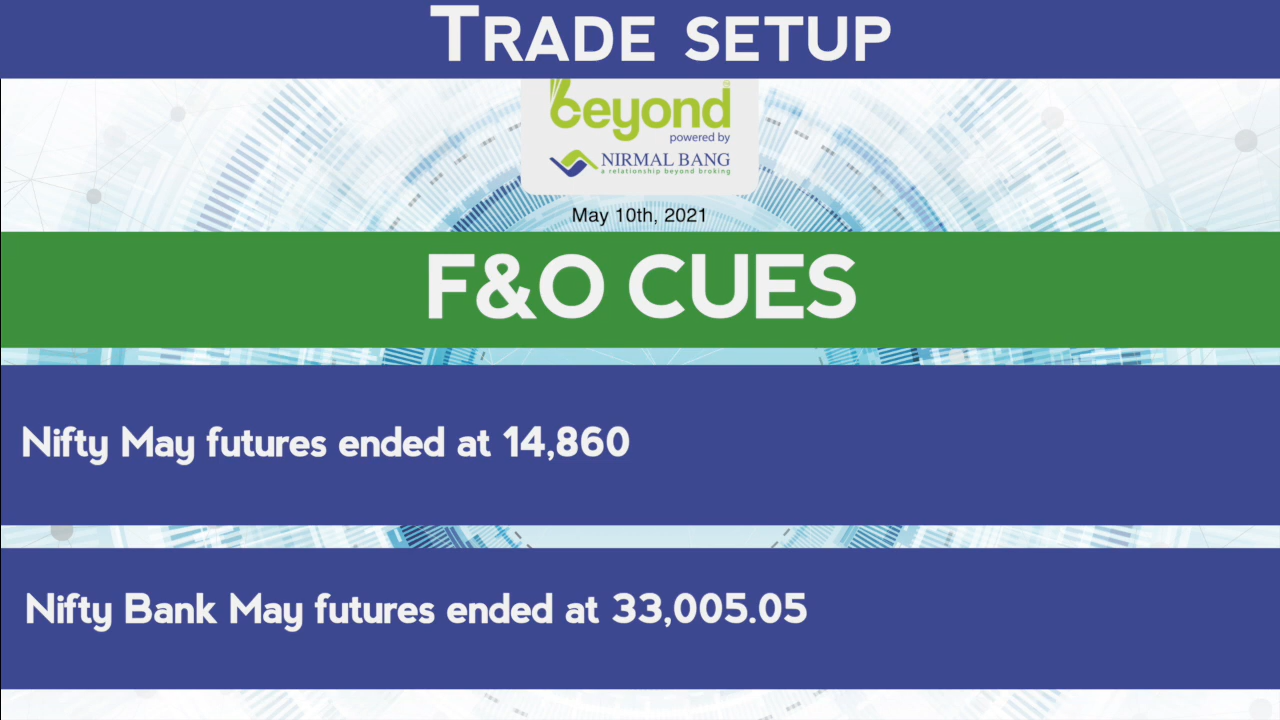 TRADE SETUP
beyond
powered by
NIRMAL BANG
a relationship beyond broking
May 10th, 2021
F&O CUES
Nifty May futures ended at 14,860
Nifty Bank May futures ended at 33,005.05